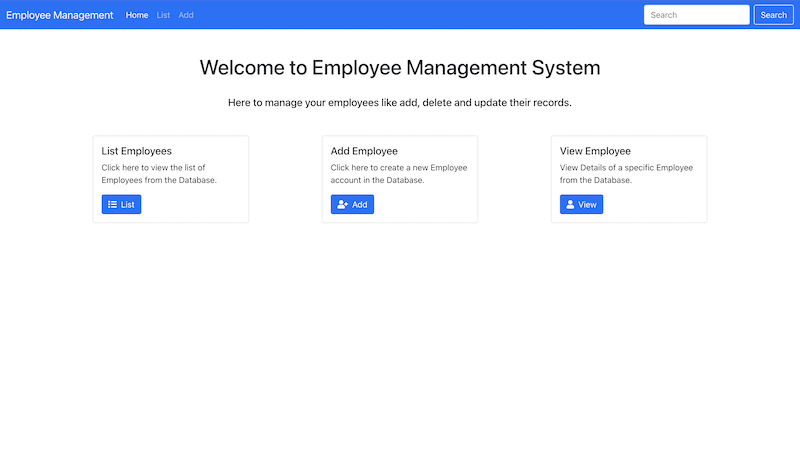 Employee Management Home List Add Search Search
Welcome to Employee Management System
Here to manage your employees like add, delete and update their records.
List Employees
Click here to view the list of
Employees from the Database.
List
Add Employee
Click here to create a new Employee
account in the Database.
Add
View Employee
View Details of a specific Employee
from the Database.
View